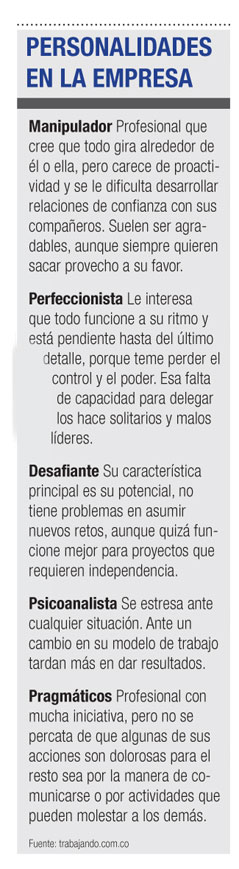 PERSONALIDADES
EN LA EMPRESA
Manipulador Profesional que
cree que todo gira alrededor de
él o ella, pero carece de proacti-
vidad y se le dificulta desarrollar
relaciones de confianza con sus
compañeros. Suelen ser agra-
dables, aunque siempre quieren
sacar provecho a su favor.
Perfeccionista Le interesa
que todo funcione a su ritmo y
está pendiente hasta del último
detalle, porque teme perder el
control y el poder. Esa falta
de capacidad para delegar
los hace solitarios y malos
líderes.
Desafiante Su característica
principal es su potencial, no
tiene problemas en asumir
nuevos retos, aunque quizá fun-
cione mejor para proyectos que
requieren independencia.
Psicoanalista Se estresa ante
cualquier situación. Ante un
cambio en su modelo de trabajo
tardan más en dar resultados.
Pragmáticos Profesional con
mucha iniciativa, pero no se
percata de que algunas de sus
acciones son dolorosas para el
resto sea por la manera de co-
municarse o por actividades que
pueden molestar a los demás.
Fuente: trabajando.com.co